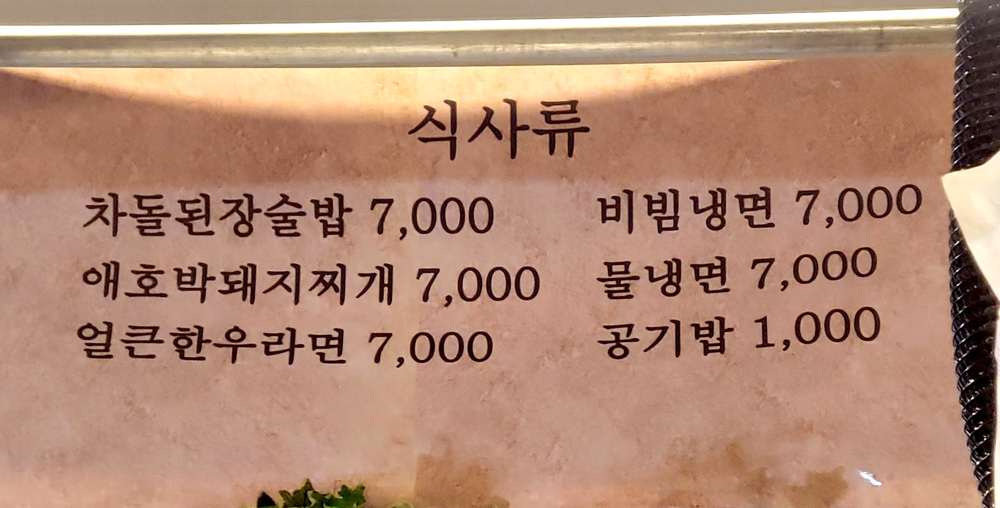 식사류
차돌된장술밥 7,000
애호박돼지찌개 7,000
얼큰한우라면 7,000
비빔냉면 7,000
물냉면 7,000
공기밥 1,000